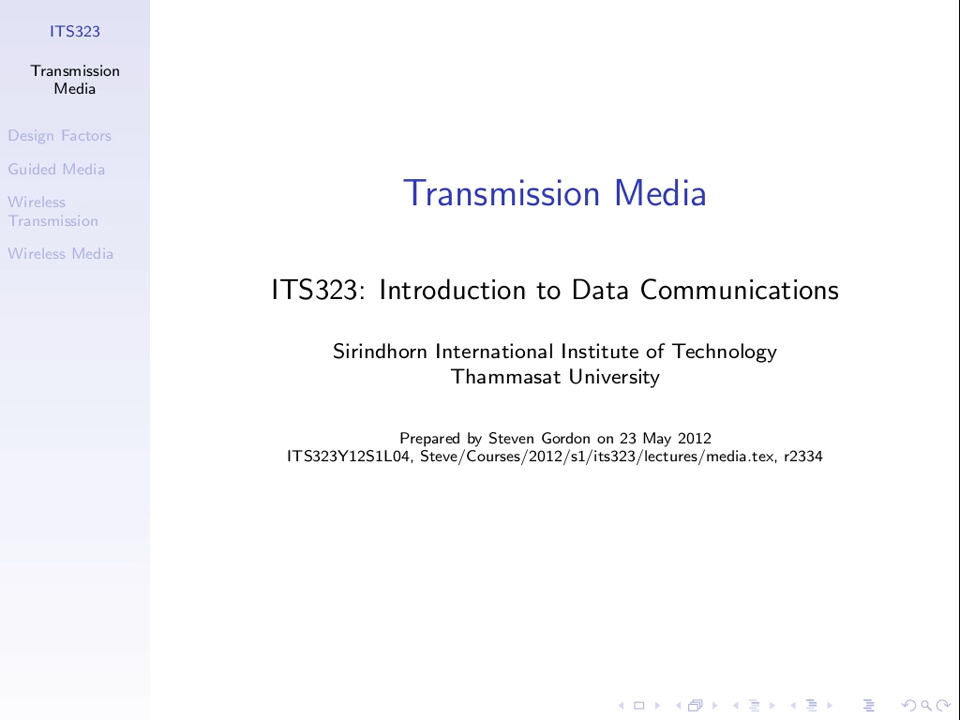 ITS323
Transmission
Media
Design Factors
Guided Media
Wireless
Transmission
Wireless Media
Transmission Media
ITS323: Introduction to Data Communications
Sirindhorn International Institute of Technology
Thammasat University
Prepared by Steven Gordon on 23 May 2012
ITS323Y12S1L04, Steve/Courses/2012/s1/its323/lectures/media.tex, r2334